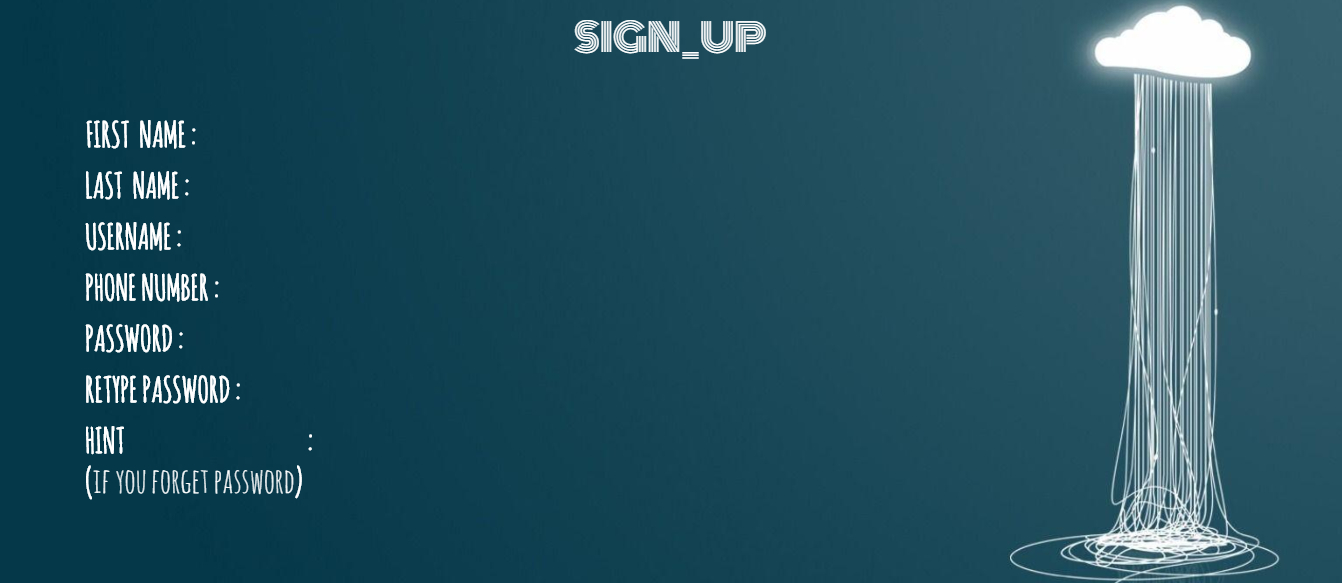 SIGN_UP
FIRST NAME :
LAST NAME :
USERNAME :
PHONE NUMBER :
PASSWORD :
RETYPE PASSWORD :
HINT :
(IF YOU FORGET PASSWORD)